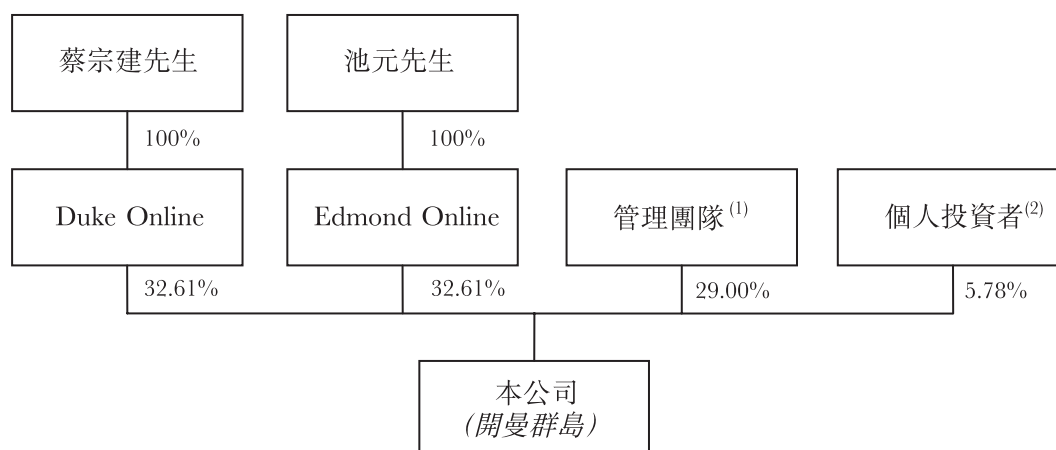 蔡宗建先生
池元先生
100%
100%
Duke Online
Edmond Online
管理團隊(1)
個人投資者(2)
32.61%
32.61%
29.00%
5.78%
本公司
(開曼群島)